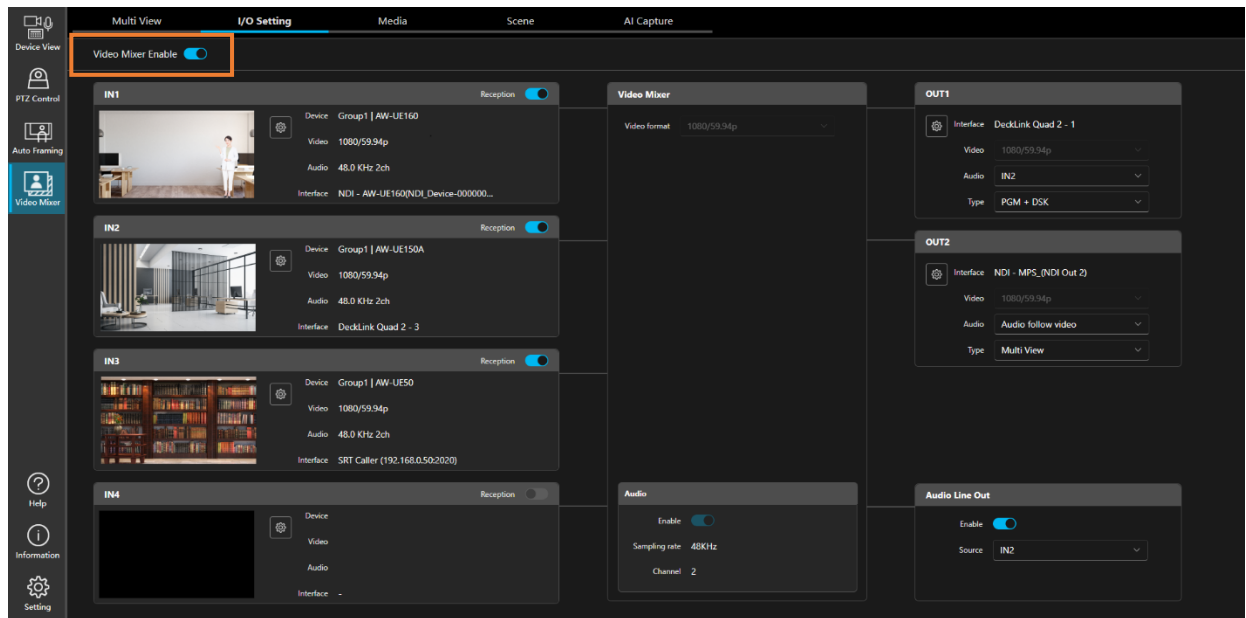 Multi View
I/O Setting
Media
Scene
AI Capture
Device View
PTZ Control
Auto Framing
Video Mixer
Help
Information
Setting
Video Mixer Enable
IN1
Reception
Device Group1 | AW-UE160
Video 1080/59.94p
Audio 48.0 KHz 2ch
Interface NDI - AW-UE160(NDI_Device-000000...
IN2
Reception
Device Group1 | AW-UE150A
Video 1080/59.94p
Audio 48.0 KHz 2ch
Interface DeckLink Quad 2 - 3
IN3
Reception
Device Group1 | AW-UE50
Video 1080/59.94p
Audio 48.0 KHz 2ch
Interface SRT Caller (192.168.0.50:2020)
IN4
Reception
Device
Video
Audio
Interface -
Video Mixer
Video format 1080/59.94p
Audio
Enable
Sampling rate 48KHz
Channel 2
OUT1
Interface DeckLink Quad 2 - 1
Video 1080/59.94p
Audio IN2
Type PGM + DSK
OUT2
Interface NDI - MPS_(NDI Out 2)
Video 1080/59.94p
Audio Audio follow video
Type Multi View
Audio Line Out
Enable
Source IN2